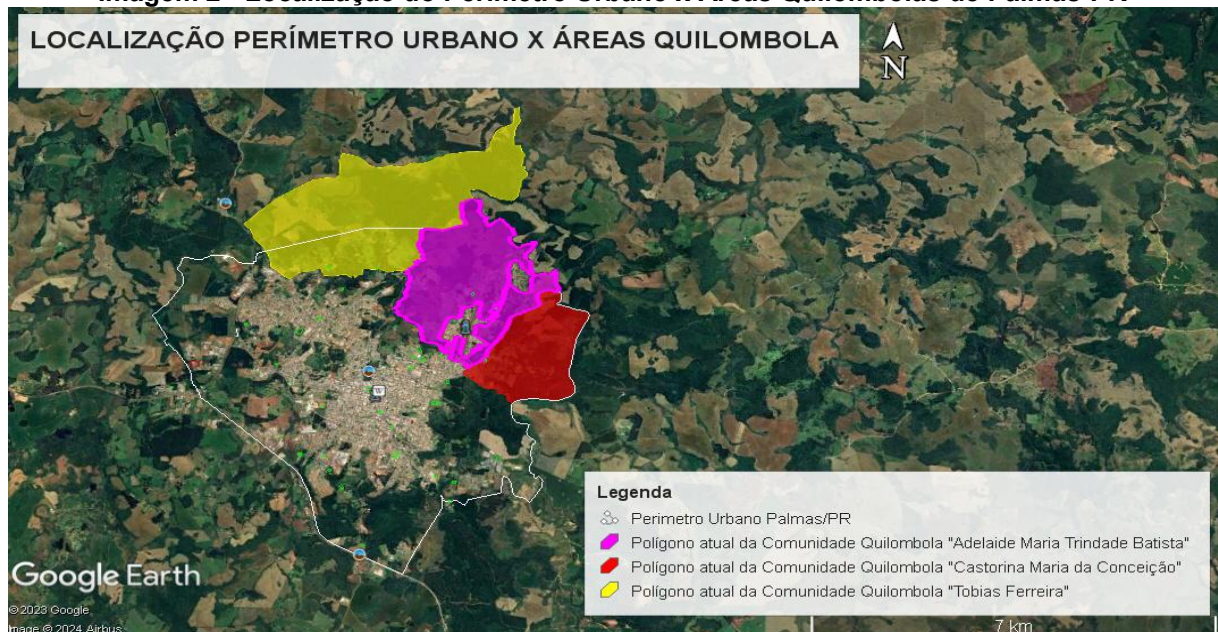 LOCALIZAÇÃO PERÍMETRO URBANO X ÁREAS QUILOMBOLA
N
Legenda
Perimetro Urbano Palmas/PR
Polígono atual da Comunidade Quilombola "Adelaide Maria Trindade Batista"
Polígono atual da Comunidade Quilombola "Castorina Maria da Conceição"
Polígono atual da Comunidade Quilombola "Tobias Ferreira"
Google Earth
© 2023 Google
Image © 2024 Airbus
7 km